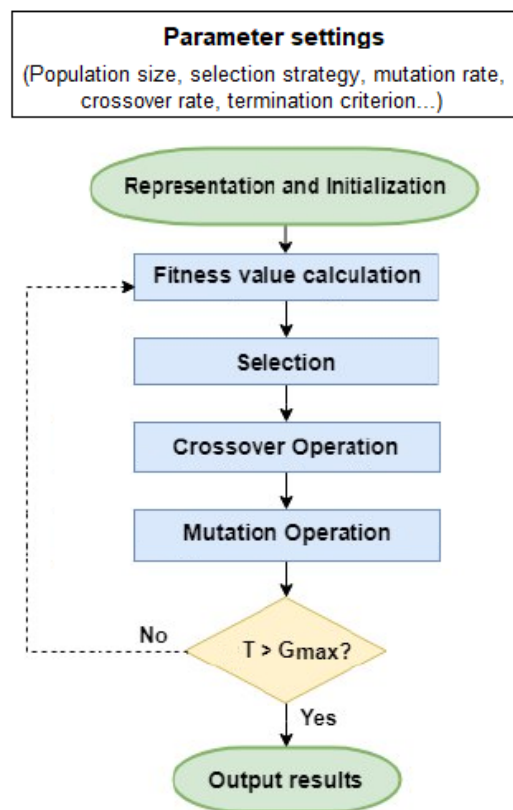 Parameter settings
(Population size, selection strategy, mutation rate,
crossover rate, termination criterion...)
Representation and Initialization
Fitness value calculation
Selection
Crossover Operation
Mutation Operation
No
T > Gmax?
Yes
Output results